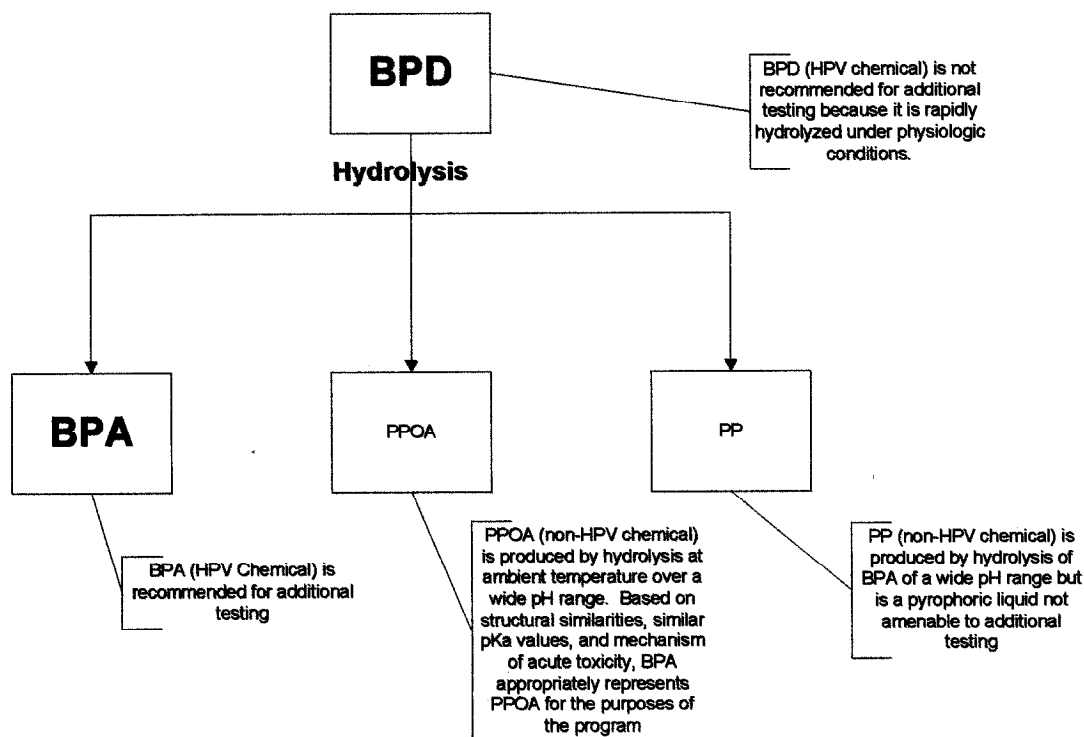 BPD
BPD (HPV chemical) is not
recommended for additional
testing because it is rapidly
hydrolyzed under physiologic
conditions.
Hydrolysis
BPA
PPOA
PP
BPA (HPV Chemical) is
recommended for additional
testing
PPOA (non-HPV chemical)
is produced by hydrolysis at
ambient temperature over a
wide pH range. Based on
structural similarities, similar
pKa values, and mechanism
of acute toxicity, BPA
appropriately represents
PPOA for the purposes of
the program
PP (non-HPV chemical) is
produced by hydrolysis of
BPA of a wide pH range but
is a pyrophoric liquid not
amenable to additional
testing